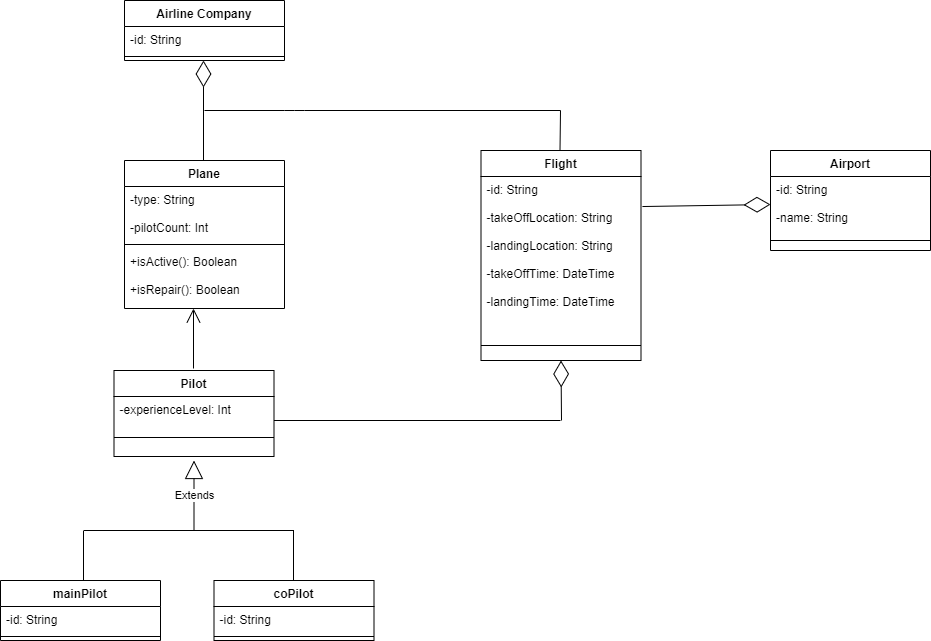 Airline Company
-id: String
Plane
-type: String
-pilotCount: Int
+isActive(): Boolean
+isRepair(): Boolean
Flight
-id: String
-takeOffLocation: String
-landingLocation: String
-takeOffTime: DateTime
-landingTime: DateTime
Airport
-id: String
-name: String
Pilot
-experienceLevel: Int
Extends
mainPilot
-id: String
coPilot
-id: String